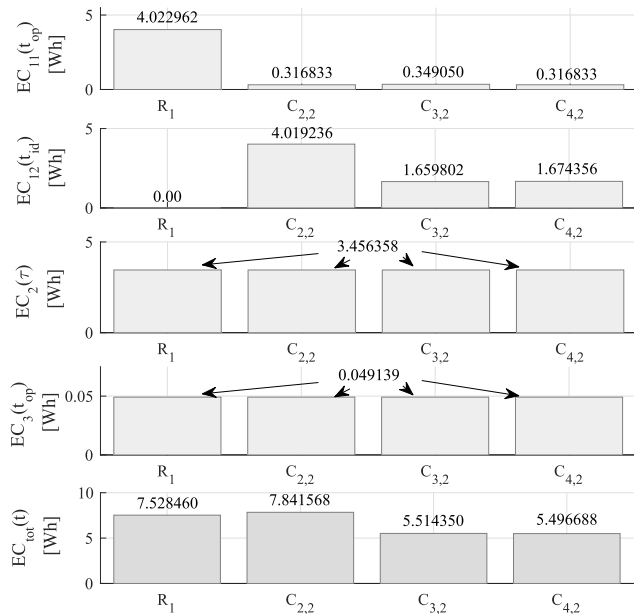 EC₁₁(tₒₚ)
[Wh]
5
0
4.022962
0.316833
0.349050
0.316833
R₁
C₂,₂
C₃,₂
C₄,₂
EC₁₂(t_id)
[Wh]
5
0
0.00
4.019236
1.659802
1.674356
R₁
C₂,₂
C₃,₂
C₄,₂
EC₂(τ)
[Wh]
5
0
3.456358
R₁
C₂,₂
C₃,₂
C₄,₂
EC₃(tₒₚ)
[Wh]
0.05
0
0.049139
R₁
C₂,₂
C₃,₂
C₄,₂
EC_tot(t)
[Wh]
10
5
0
7.528460
7.841568
5.514350
5.496688
R₁
C₂,₂
C₃,₂
C₄,₂